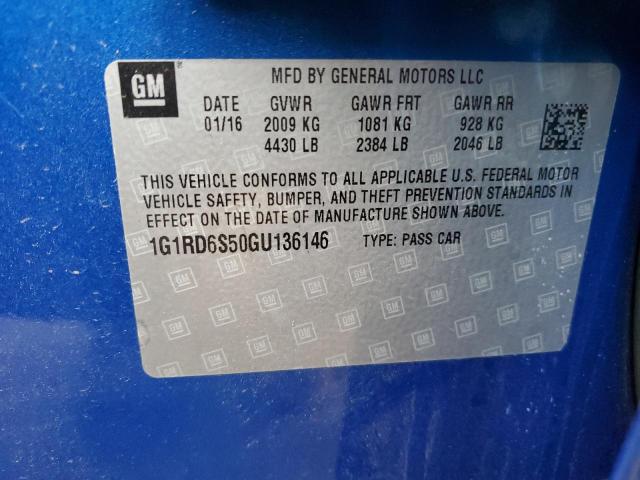 GM
MFD BY GENERAL MOTORS LLC
DATE GVWR GAWR FRT GAWR RR
01/16 2009 KG 1081 KG 928 KG
4430 LB 2384 LB 2046 LB
THIS VEHICLE CONFORMS TO ALL APPLICABLE U.S. FEDERAL MOTOR
VEHICLE SAFETY, BUMPER, AND THEFT PREVENTION STANDARDS IN
EFFECT ON THE DATE OF MANUFACTURE SHOWN ABOVE.
1G1RD6S50GU136146 TYPE: PASS CAR